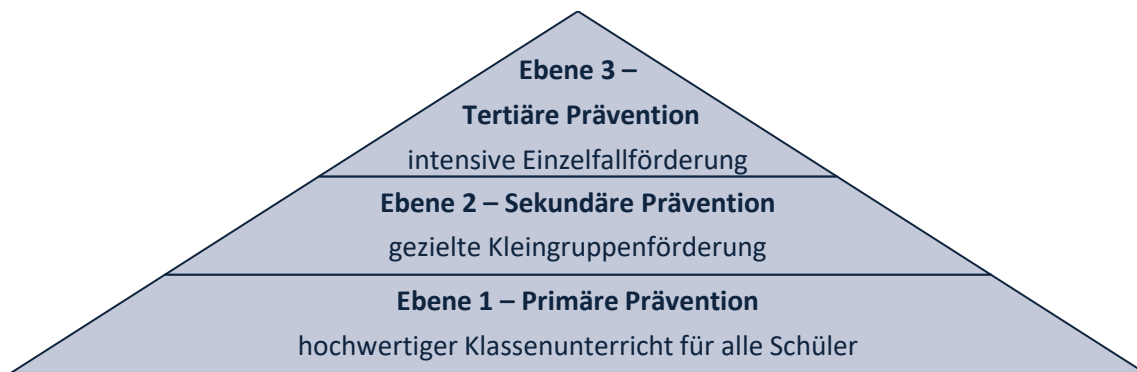 Ebene 3 –
Tertiäre Prävention
intensive Einzelfallförderung
Ebene 2 – Sekundäre Prävention
gezielte Kleingruppenförderung
Ebene 1 – Primäre Prävention
hochwertiger Klassenunterricht für alle Schüler